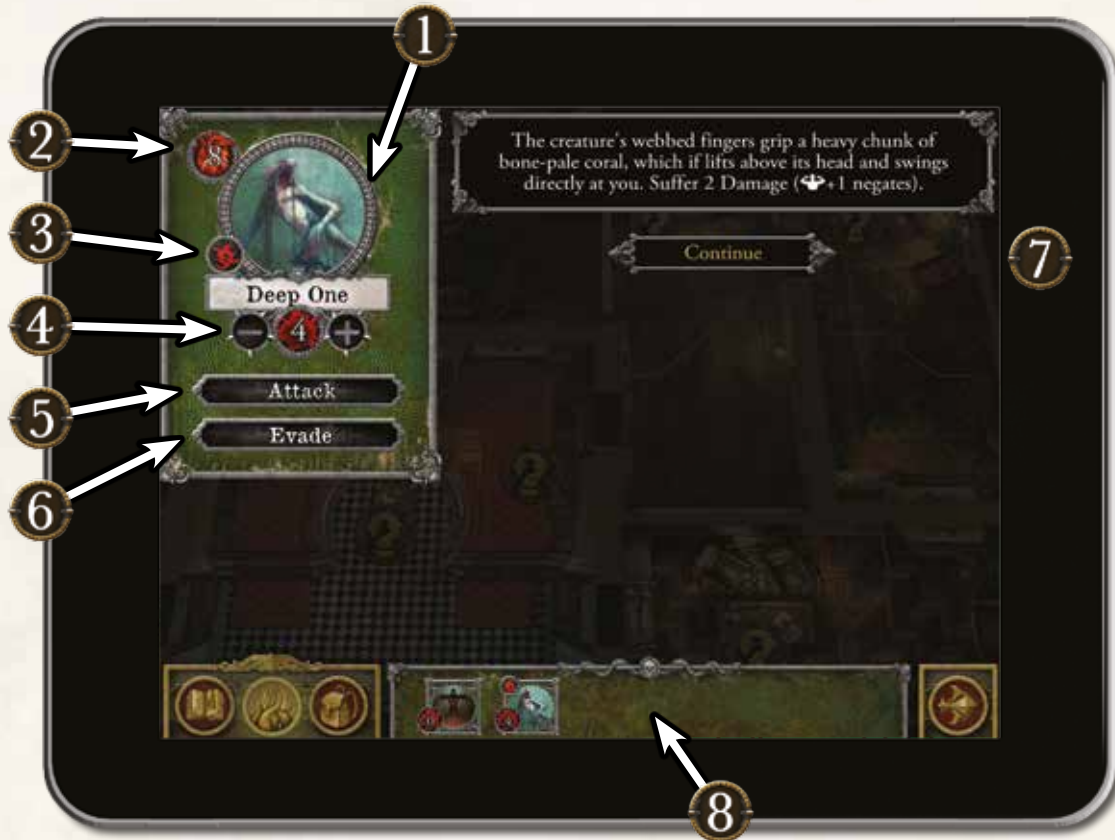 1
2
8
The creature's webbed fingers grip a heavy chunk of
bone-pale coral, which if lifts above its head and swings
directly at you. Suffer 2 Damage (+1 negates).
3
Continue
7
Deep One
4
− 4 +
5
Attack
Evade
6
8